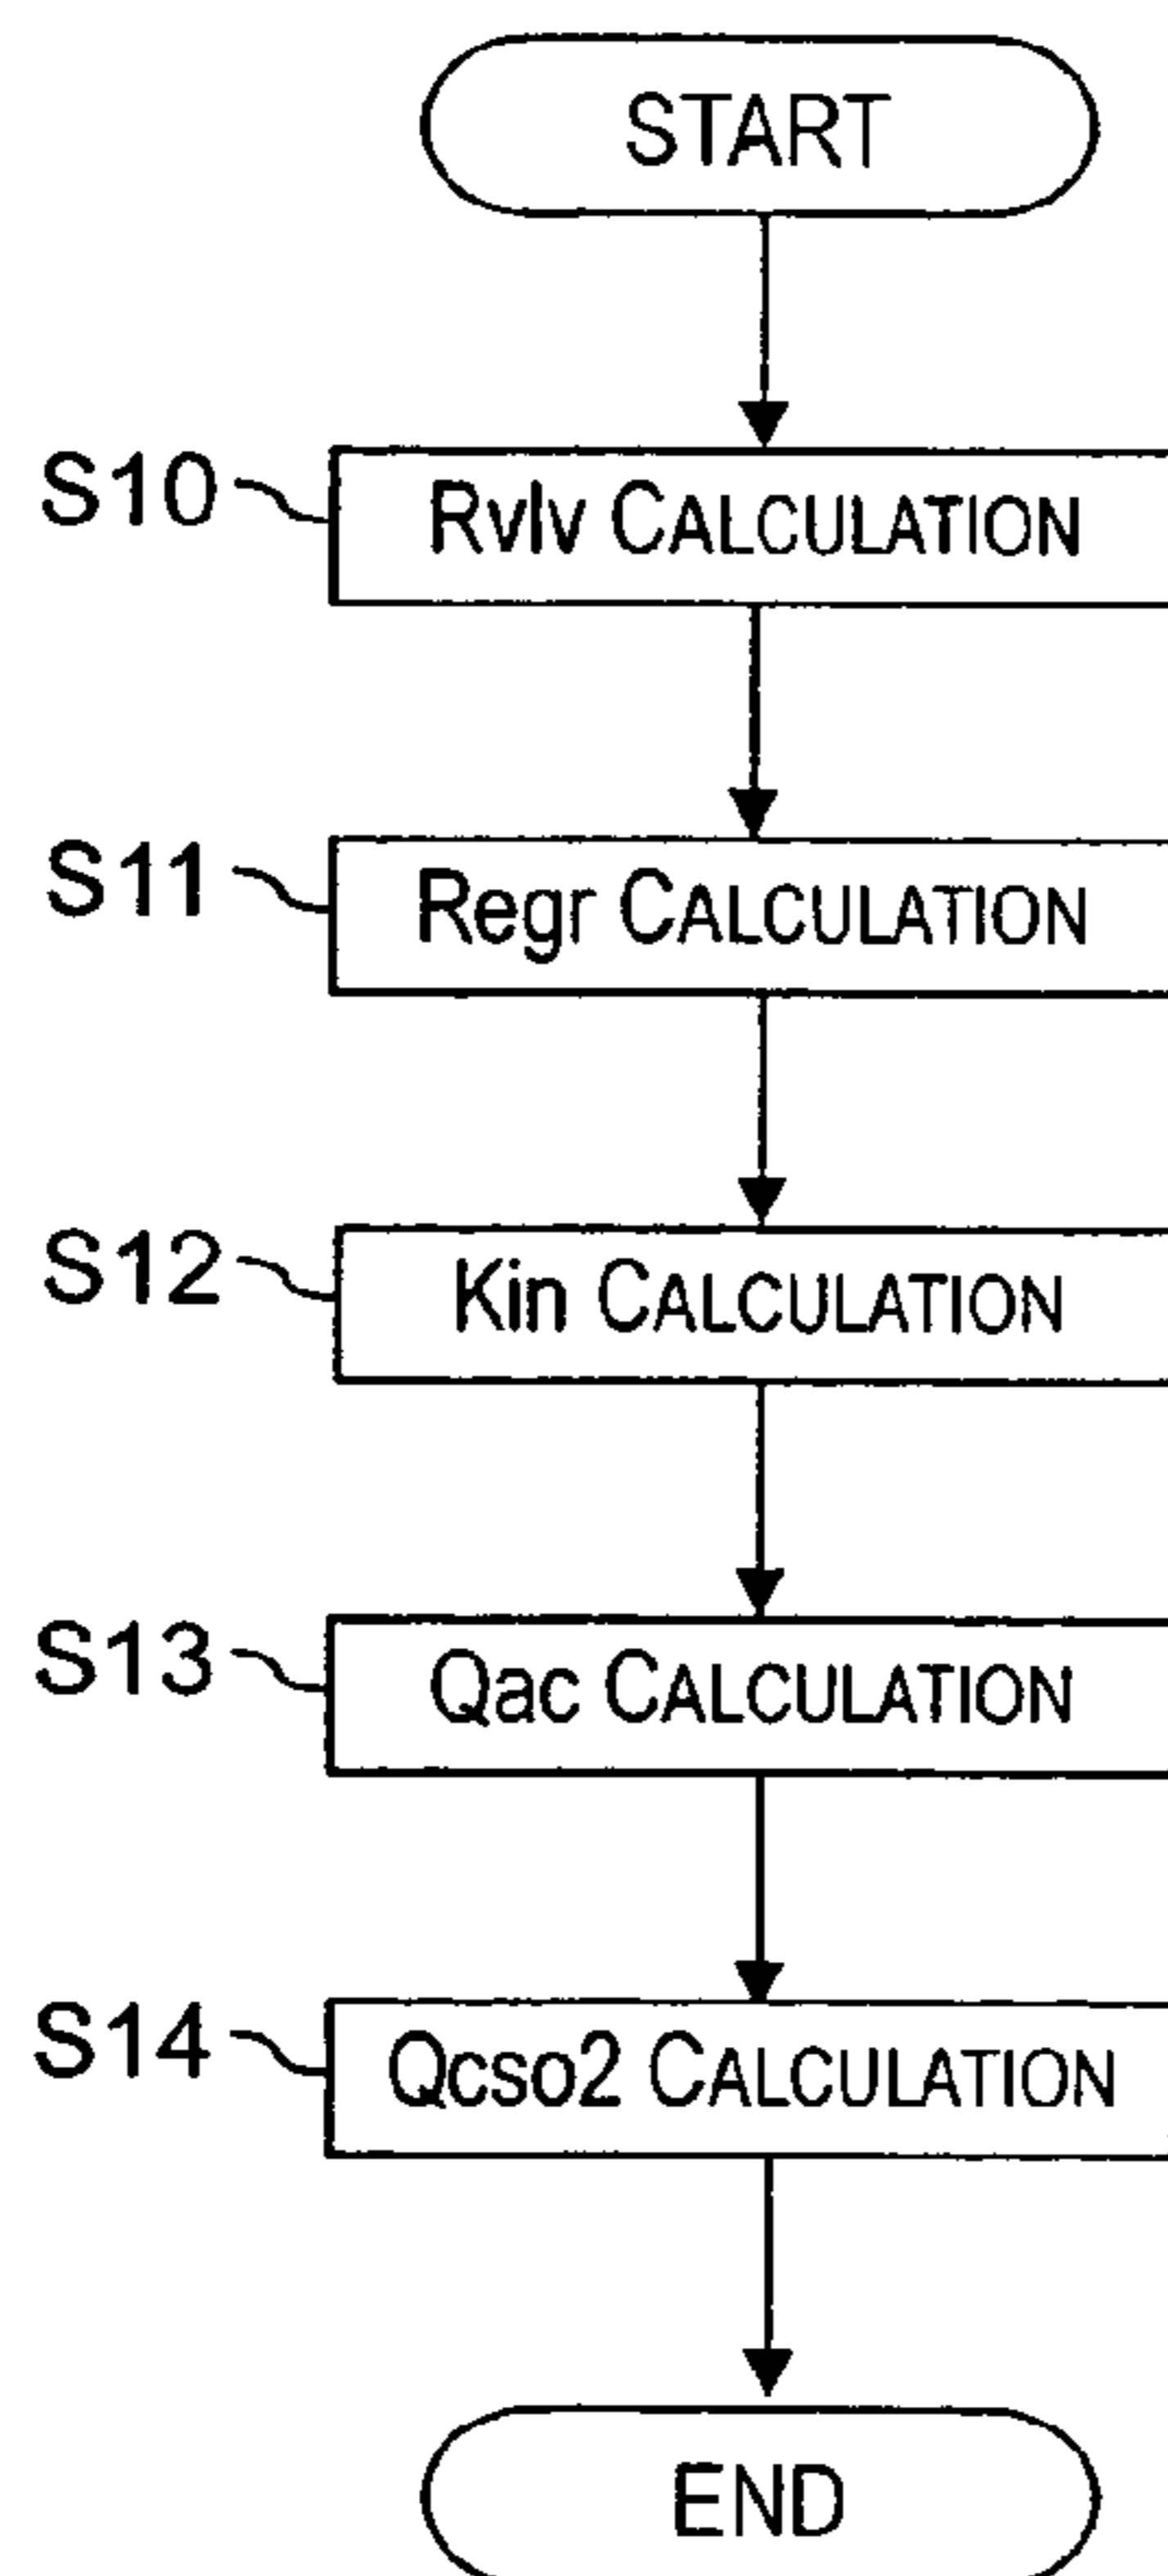 START
S10 Rvlv CALCULATION
S11 Regr CALCULATION
S12 Kin CALCULATION
S13 Qac CALCULATION
S14 Qcso2 CALCULATION
END